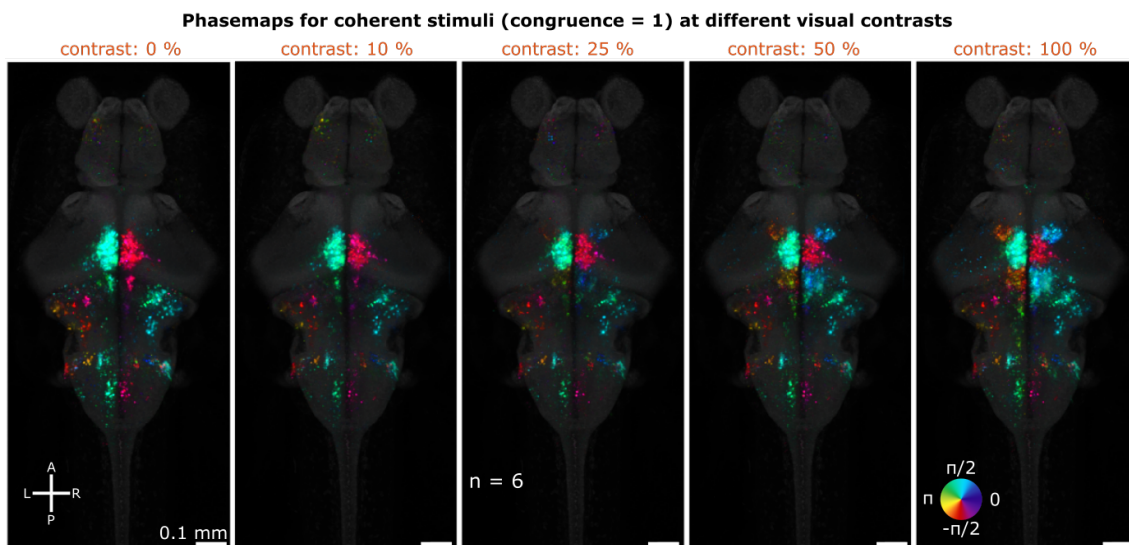 Phasemaps for coherent stimuli (congruence = 1) at different visual contrasts
contrast: 0 %
contrast: 10 %
contrast: 25 %
contrast: 50 %
contrast: 100 %
A
L
R
P
0.1 mm
n = 6
π/2
π
0
-π/2